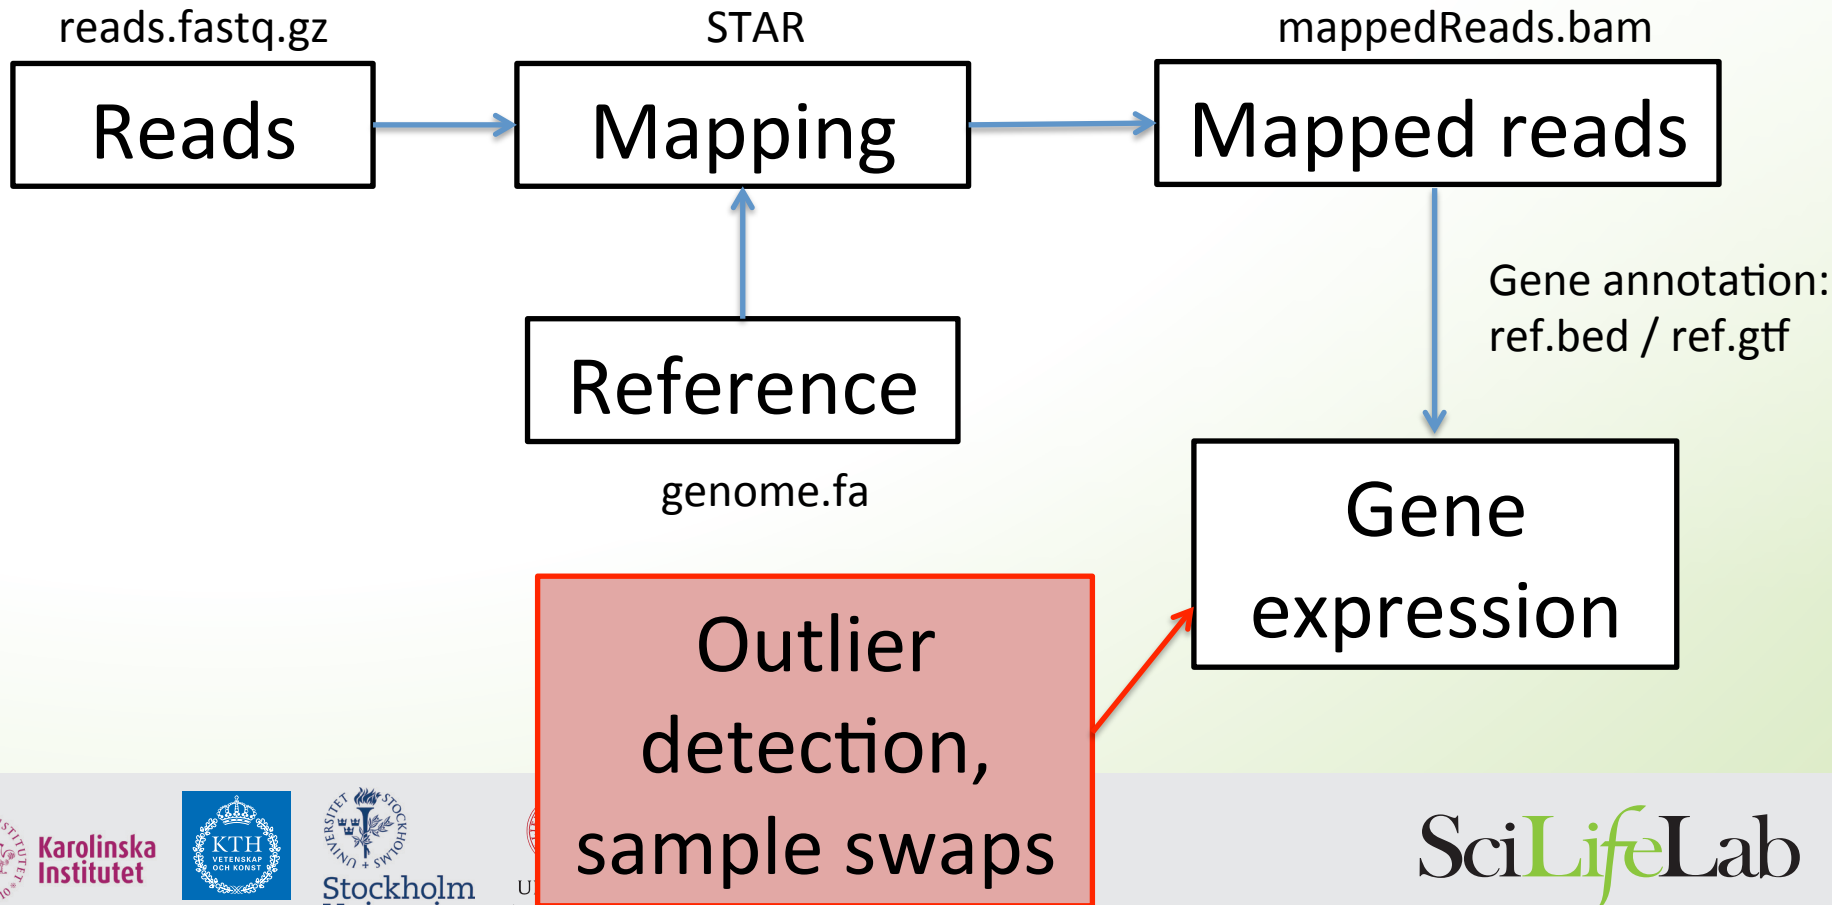 reads.fastq.gz
STAR
mappedReads.bam
Reads
Mapping
Mapped reads
Gene annotation:
ref.bed / ref.gtf
Reference
genome.fa
Gene
expression
Outlier
detection,
sample swaps
Karolinska
Institutet
KTH
VETENSKAP
OCH KONST
Stockholm
SciLifeLab